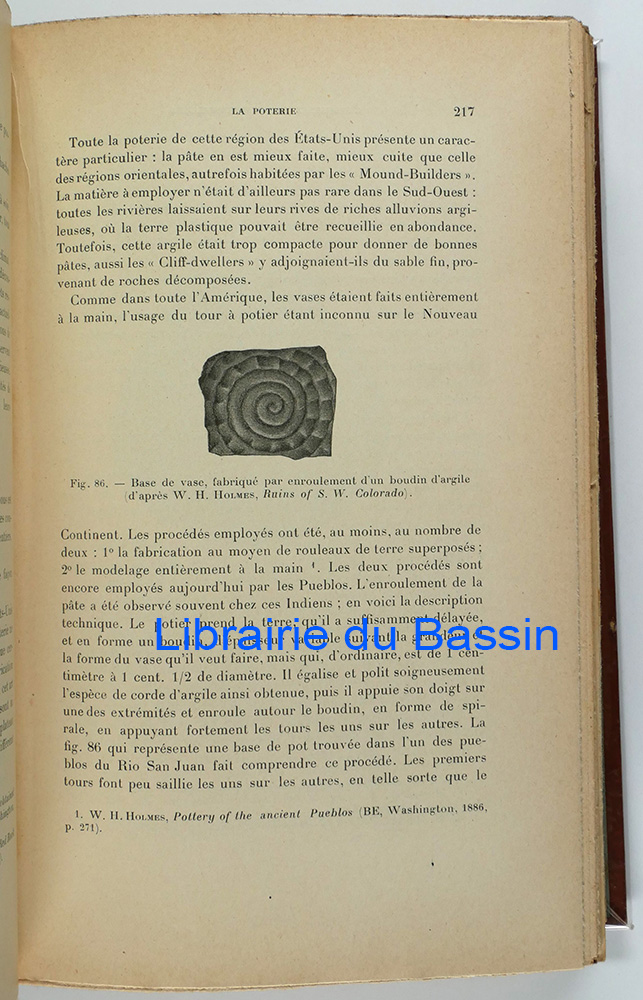 LA POTERIE
217
Toute la poterie de cette région des États-Unis présente un carac-
tère particulier : la pâte en est mieux faite, mieux cuite que celle
des régions orientales, autrefois habitées par les « Mound-Builders ».
La matière à employer n'était d'ailleurs pas rare dans le Sud-Ouest :
toutes les rivières laissaient sur leurs rives de riches alluvions argi-
leuses, où la terre plastique pouvait être recueillie en abondance.
Toutefois, cette argile était trop compacte pour donner de bonnes
pâtes, aussi les « Cliff-dwellers » y adjoignaient-ils du sable fin, pro-
venant de roches décomposées.
Comme dans toute l'Amérique, les vases étaient faits entièrement
à la main, l'usage du tour à potier étant inconnu sur le Nouveau
Fig. 86. — Base de vase, fabriqué par enroulement d'un boudin d'argile
(d'après W. H. HOLMES, Ruins of S. W. Colorado).
Continent. Les procédés employés ont été, au moins, au nombre de
deux : 1° la fabrication au moyen de rouleaux de terre superposés ;
2° le modelage entièrement à la main 1. Les deux procédés sont
encore employés aujourd'hui par les Pueblos. L'enroulement de la
pâte a été observé souvent chez ces Indiens ; en voici la description
technique. Le potier prend la terre, qu'il a suffisamment délayée,
et en forme un boudin d'épaisseur variable suivant la grandeur
la forme du vase qu'il veut faire, mais qui, d'ordinaire, est de 1 cen-
timètre à 1 cent. 1/2 de diamètre. Il égalise et polit soigneusement
l'espèce de corde d'argile ainsi obtenue, puis il appuie son doigt sur
une des extrémités et enroule autour le boudin, en forme de spi-
rale, en appuyant fortement les tours les uns sur les autres. La
fig. 86 qui représente une base de pot trouvée dans l'un des pue-
blos du Rio San Juan fait comprendre ce procédé. Les premiers
tours font peu saillie les uns sur les autres, en telle sorte que le
1. W. H. HOLMES, Pottery of the ancient Pueblos (BE, Washington, 1886,
p. 271).
Librairie du Bassin